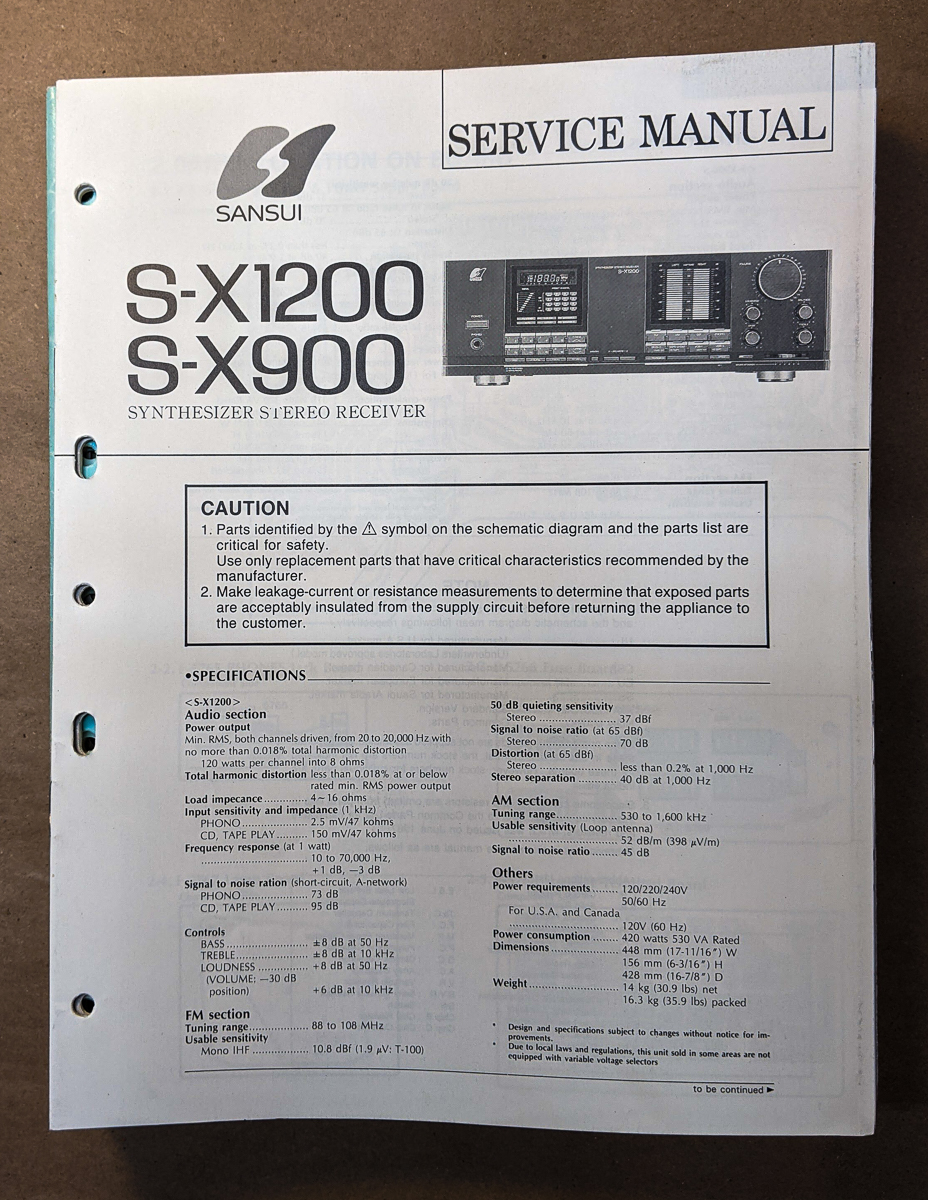 SERVICE MANUAL
SANSUI
S-X1200
S-X900
SYNTHESIZER STEREO RECEIVER
CAUTION
1. Parts identified by the ⚠ symbol on the schematic diagram and the parts list are
critical for safety.
Use only replacement parts that have critical characteristics recommended by the
manufacturer.
2. Make leakage-current or resistance measurements to determine that exposed parts
are acceptably insulated from the supply circuit before returning the appliance to
the customer.
•SPECIFICATIONS
<S-X1200>
Audio section
Power output
Min. RMS, both channels driven, from 20 to 20,000 Hz with
no more than 0.018% total harmonic distortion
120 watts per channel into 8 ohms
Total harmonic distortion less than 0.018% at or below
rated min. RMS power output
Load impecance.............. 4~16 ohms
Input sensitivity and impedance (1 kHz)
PHONO..................... 2.5 mV/47 kohms
CD, TAPE PLAY.......... 150 mV/47 kohms
Frequency response (at 1 watt)
................................. 10 to 70,000 Hz,
+1 dB, −3 dB
Signal to noise ration (short-circuit, A-network)
PHONO..................... 73 dB
CD, TAPE PLAY.......... 95 dB
Controls
BASS.......................... ±8 dB at 50 Hz
TREBLE....................... ±8 dB at 10 kHz
LOUDNESS ................ +8 dB at 50 Hz
(VOLUME: −30 dB
position) +6 dB at 10 kHz
FM section
Tuning range................... 88 to 108 MHz
Usable sensitivity
Mono IHF .................. 10.8 dBf (1.9 µV: T-100)
50 dB quieting sensitivity
Stereo ........................ 37 dBf
Signal to noise ratio (at 65 dBf)
Stereo ........................ 70 dB
Distortion (at 65 dBf)
Stereo ........................ less than 0.2% at 1,000 Hz
Stereo separation ............ 40 dB at 1,000 Hz
AM section
Tuning range................... 530 to 1,600 kHz
Usable sensitivity (Loop antenna)
................................. 52 dB/m (398 µV/m)
Signal to noise ratio ........ 45 dB
Others
Power requirements ........ 120/220/240V
50/60 Hz
For U.S.A. and Canada
................................. 120V (60 Hz)
Power consumption ........ 420 watts 530 VA Rated
Dimensions..................... 448 mm (17-11/16″) W
156 mm (6-3/16″) H
428 mm (16-7/8″) D
Weight............................ 14 kg (30.9 lbs) net
16.3 kg (35.9 lbs) packed
* Design and specifications subject to changes without notice for im-
provements.
* Due to local laws and regulations, this unit sold in some areas are not
equipped with variable voltage selectors
to be continued ►